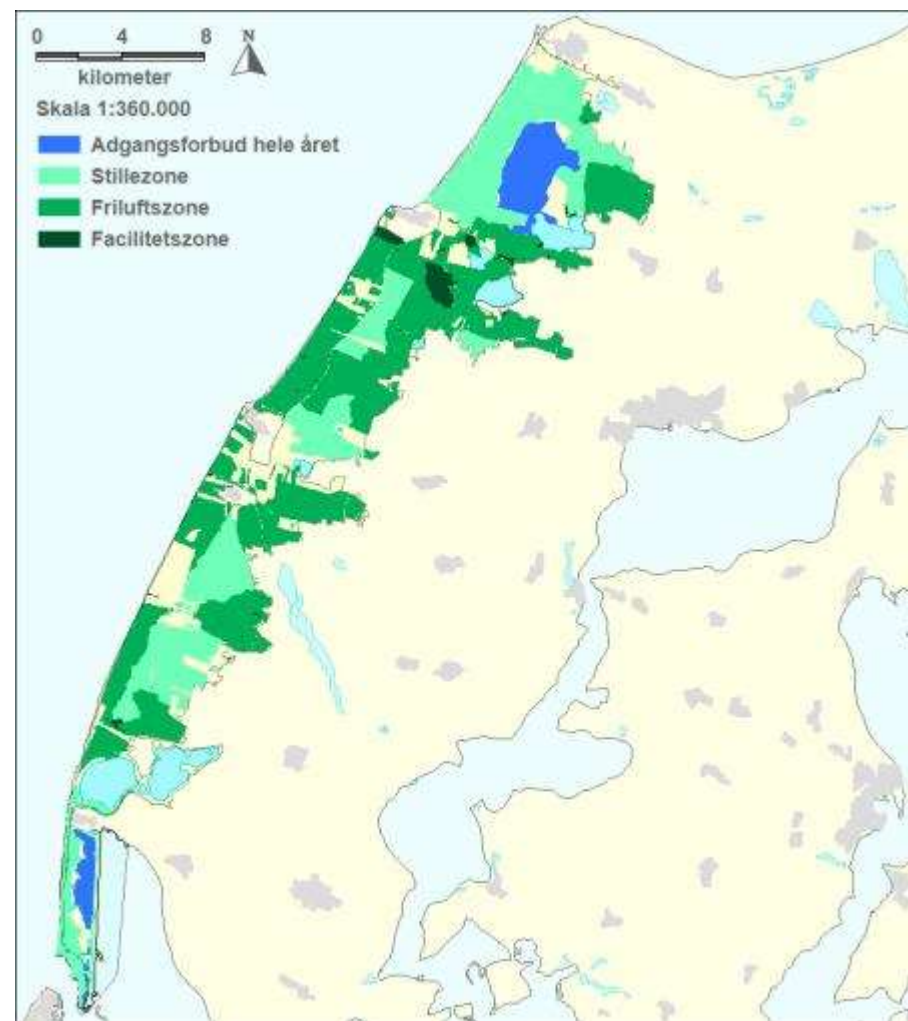 0 4 8 N
kilometer
Skala 1:360.000
Adgangsforbud hele året
Stillezone
Friluftszone
Facilitetszone